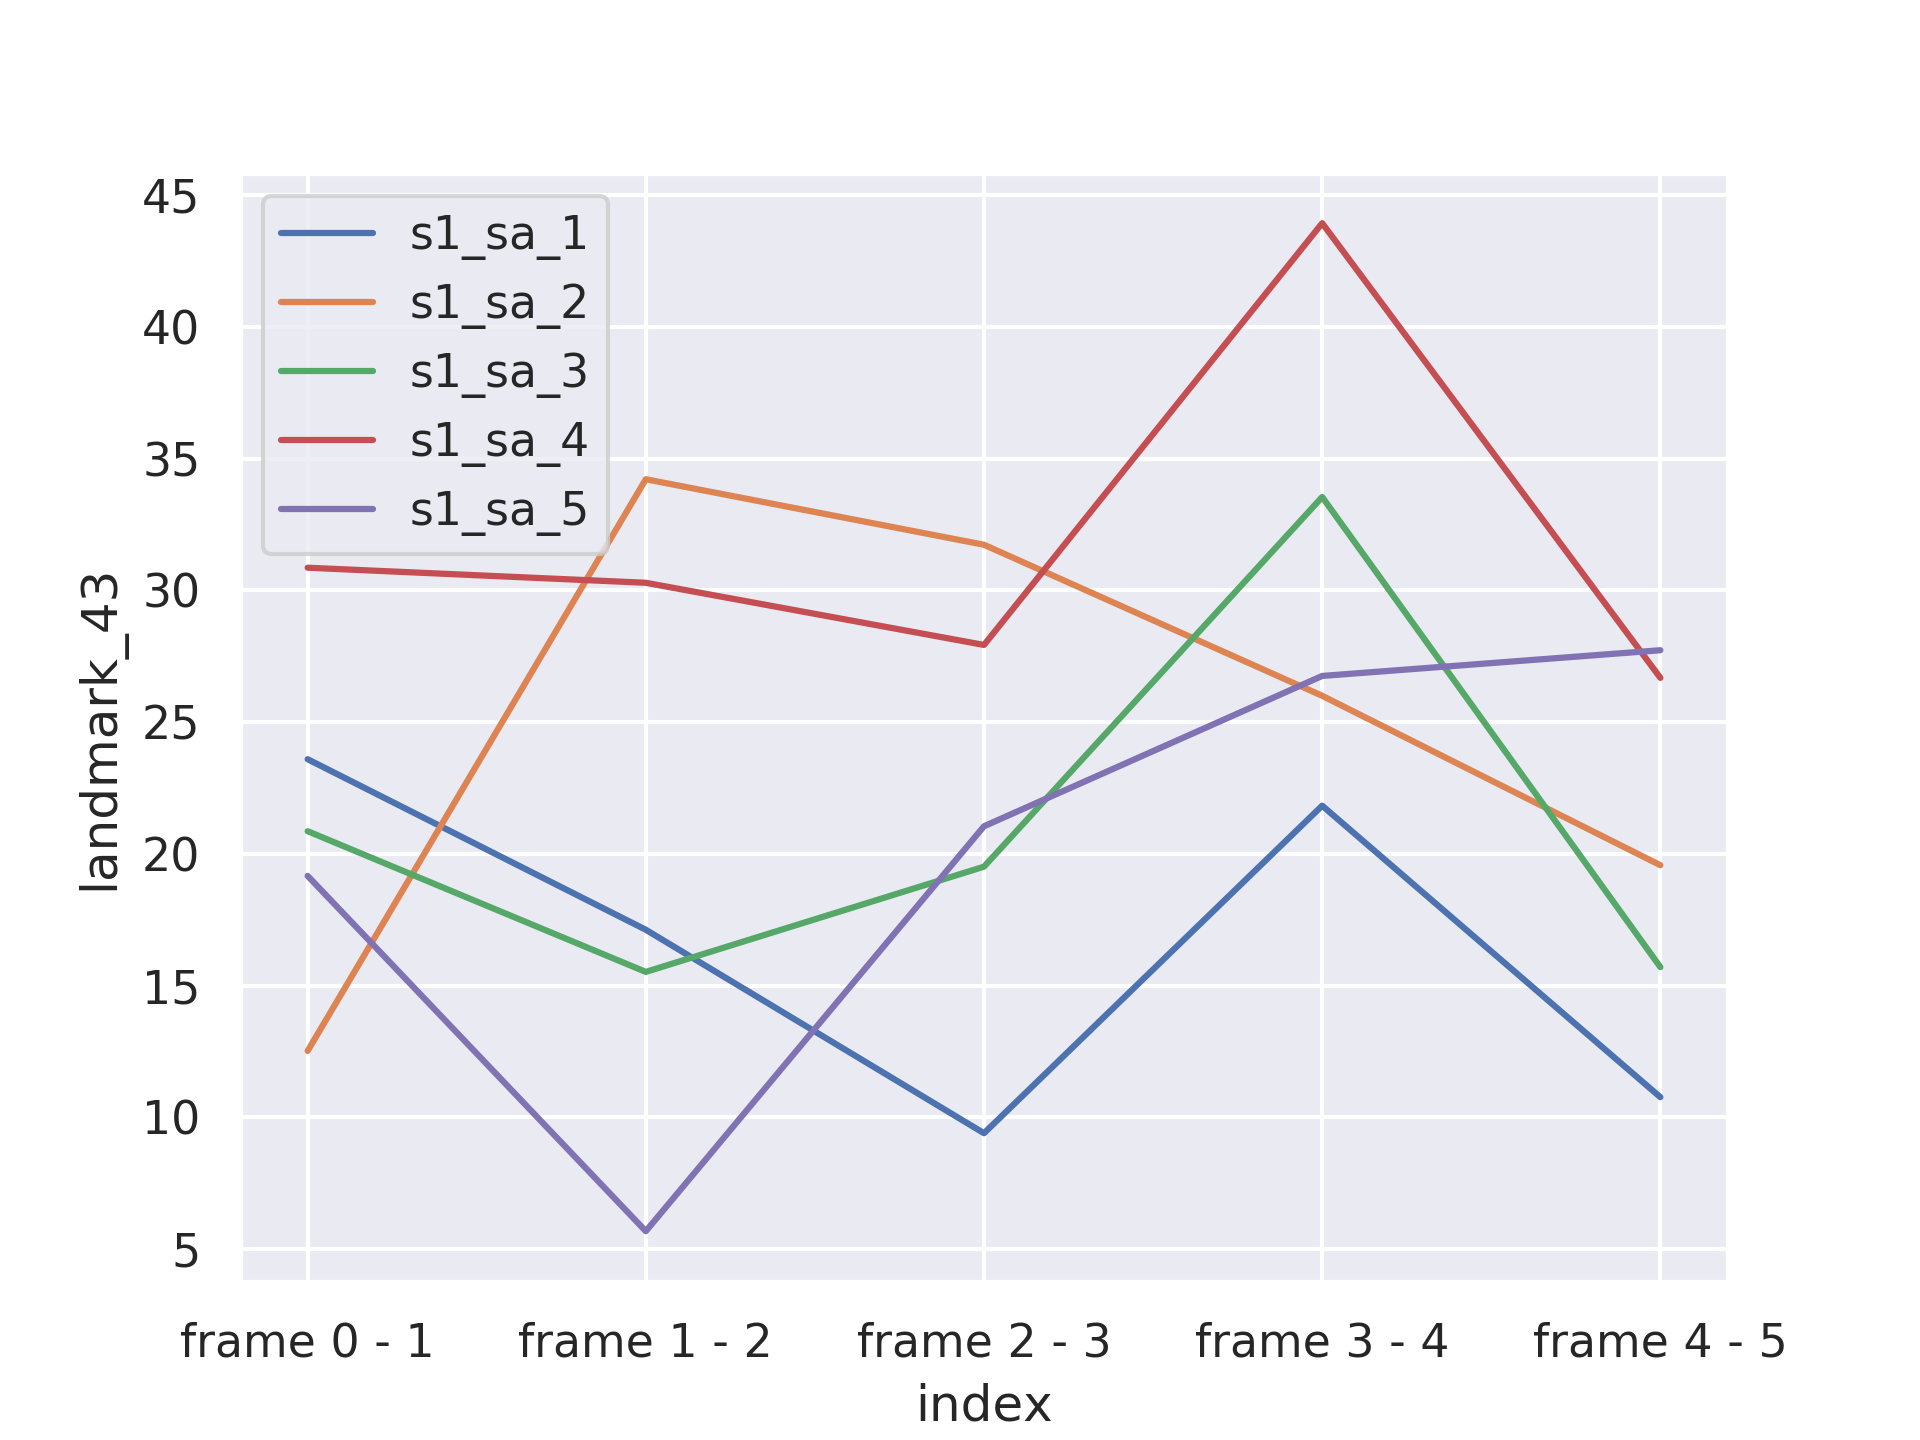 45
40
35
30
25
20
15
10
5
landmark_43
s1_sa_1
s1_sa_2
s1_sa_3
s1_sa_4
s1_sa_5
frame 0 - 1 frame 1 - 2 frame 2 - 3 frame 3 - 4 frame 4 - 5
index